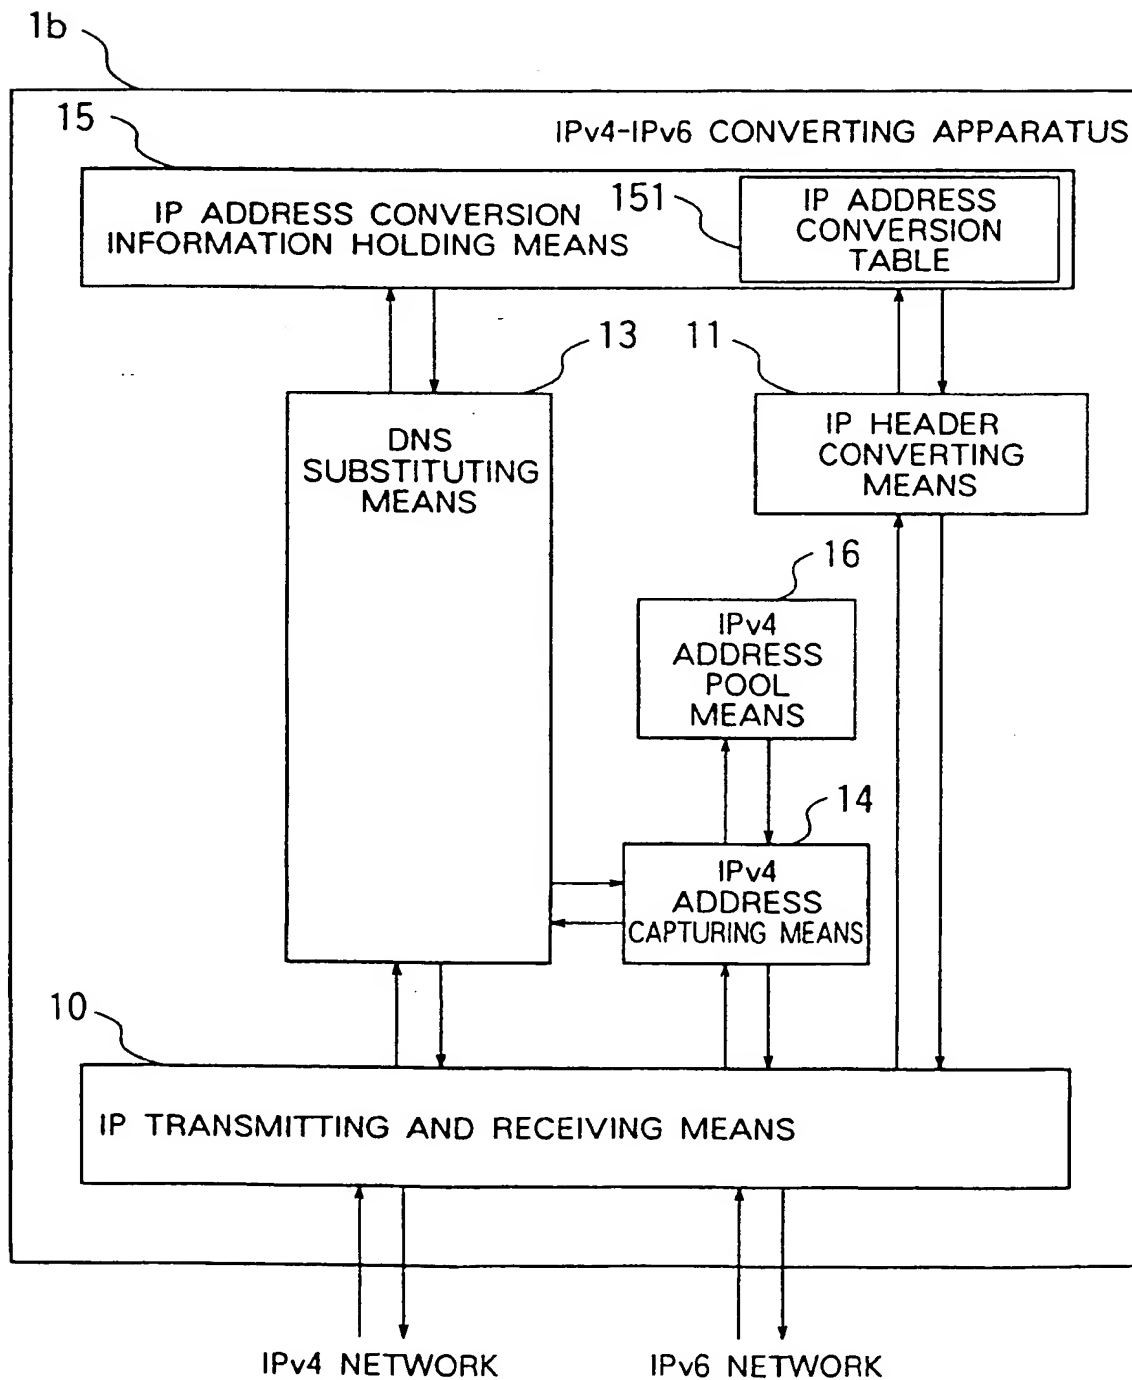 1b
15
IPv4-IPv6 CONVERTING APPARATUS
IP ADDRESS CONVERSION
INFORMATION HOLDING MEANS
151
IP ADDRESS
CONVERSION
TABLE
13
11
DNS
SUBSTITUTING
MEANS
IP HEADER
CONVERTING
MEANS
16
IPv4
ADDRESS
POOL
MEANS
14
IPv4
ADDRESS
CAPTURING MEANS
10
IP TRANSMITTING AND RECEIVING MEANS
IPv4 NETWORK
IPv6 NETWORK